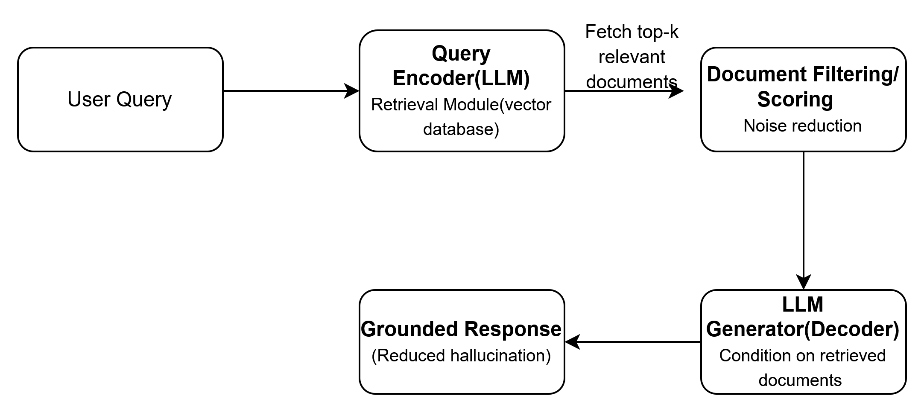 User Query
Query
Encoder(LLM)
Retrieval Module(vector
database)
Fetch top-k
relevant
documents
Document Filtering/
Scoring
Noise reduction
LLM
Generator(Decoder)
Condition on retrieved
documents
Grounded Response
(Reduced hallucination)